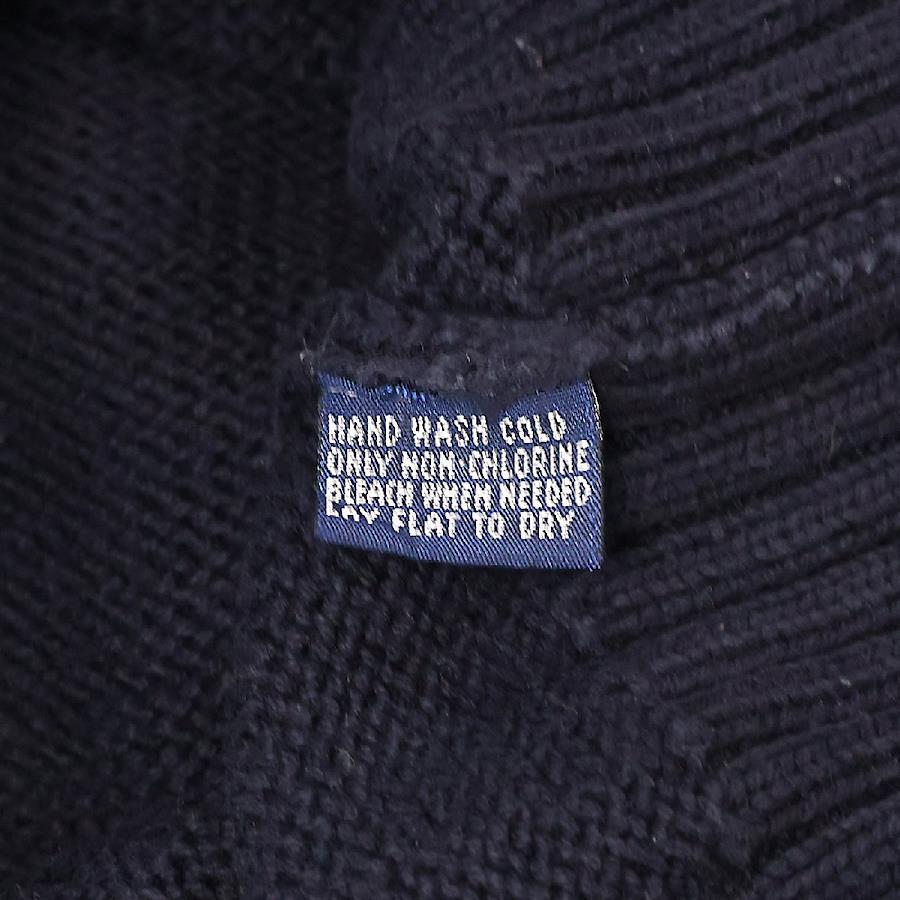 HAND WASH COLD
ONLY NON-CHLORINE
BLEACH WHEN NEEDED
LAY FLAT TO DRY